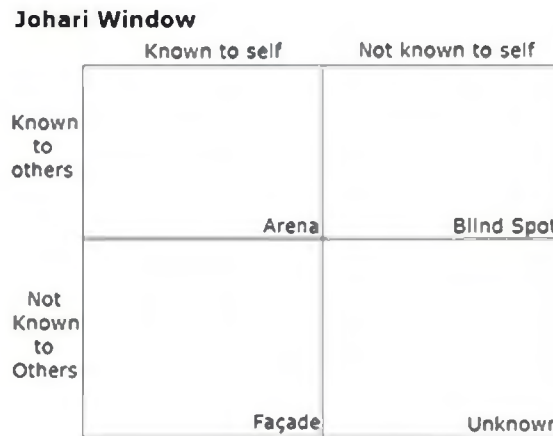 Johari Window
Known to self
Not known to self
Known
to
others
Arena
Blind Spot
Not
Known
to
Others
Façade
Unknown